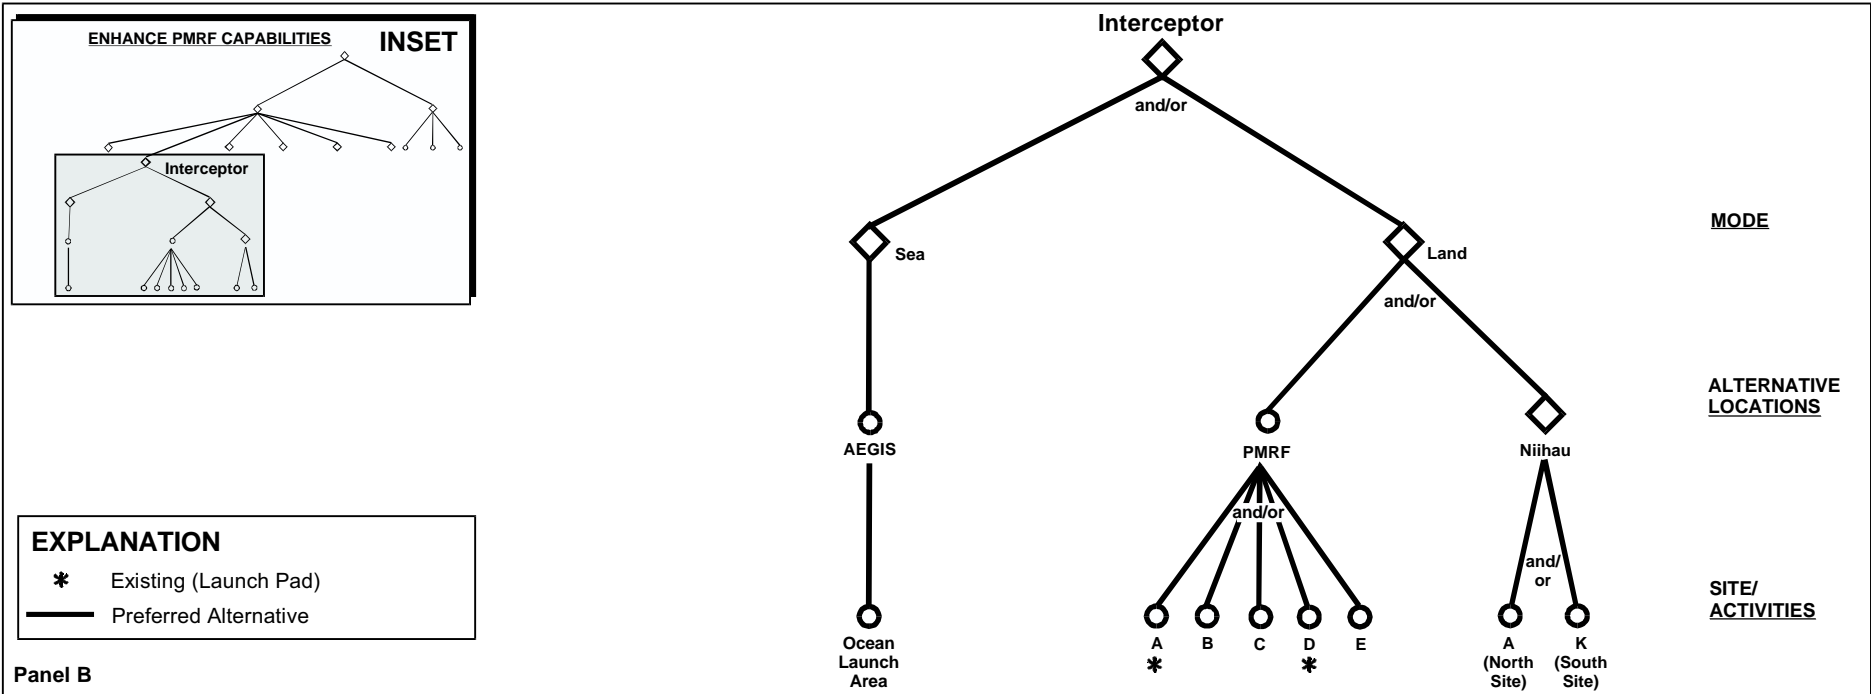 ENHANCE PMRF CAPABILITIES
INSET
Interceptor
Interceptor
and/or
Sea
Land
MODE
and/or
ALTERNATIVE
LOCATIONS
AEGIS
PMRF
Niihau
and/or
and/
or
SITE/
ACTIVITIES
Ocean
Launch
Area
A
*
B
C
D
*
E
A
(North
Site)
K
(South
Site)
EXPLANATION
* Existing (Launch Pad)
Preferred Alternative
Panel B